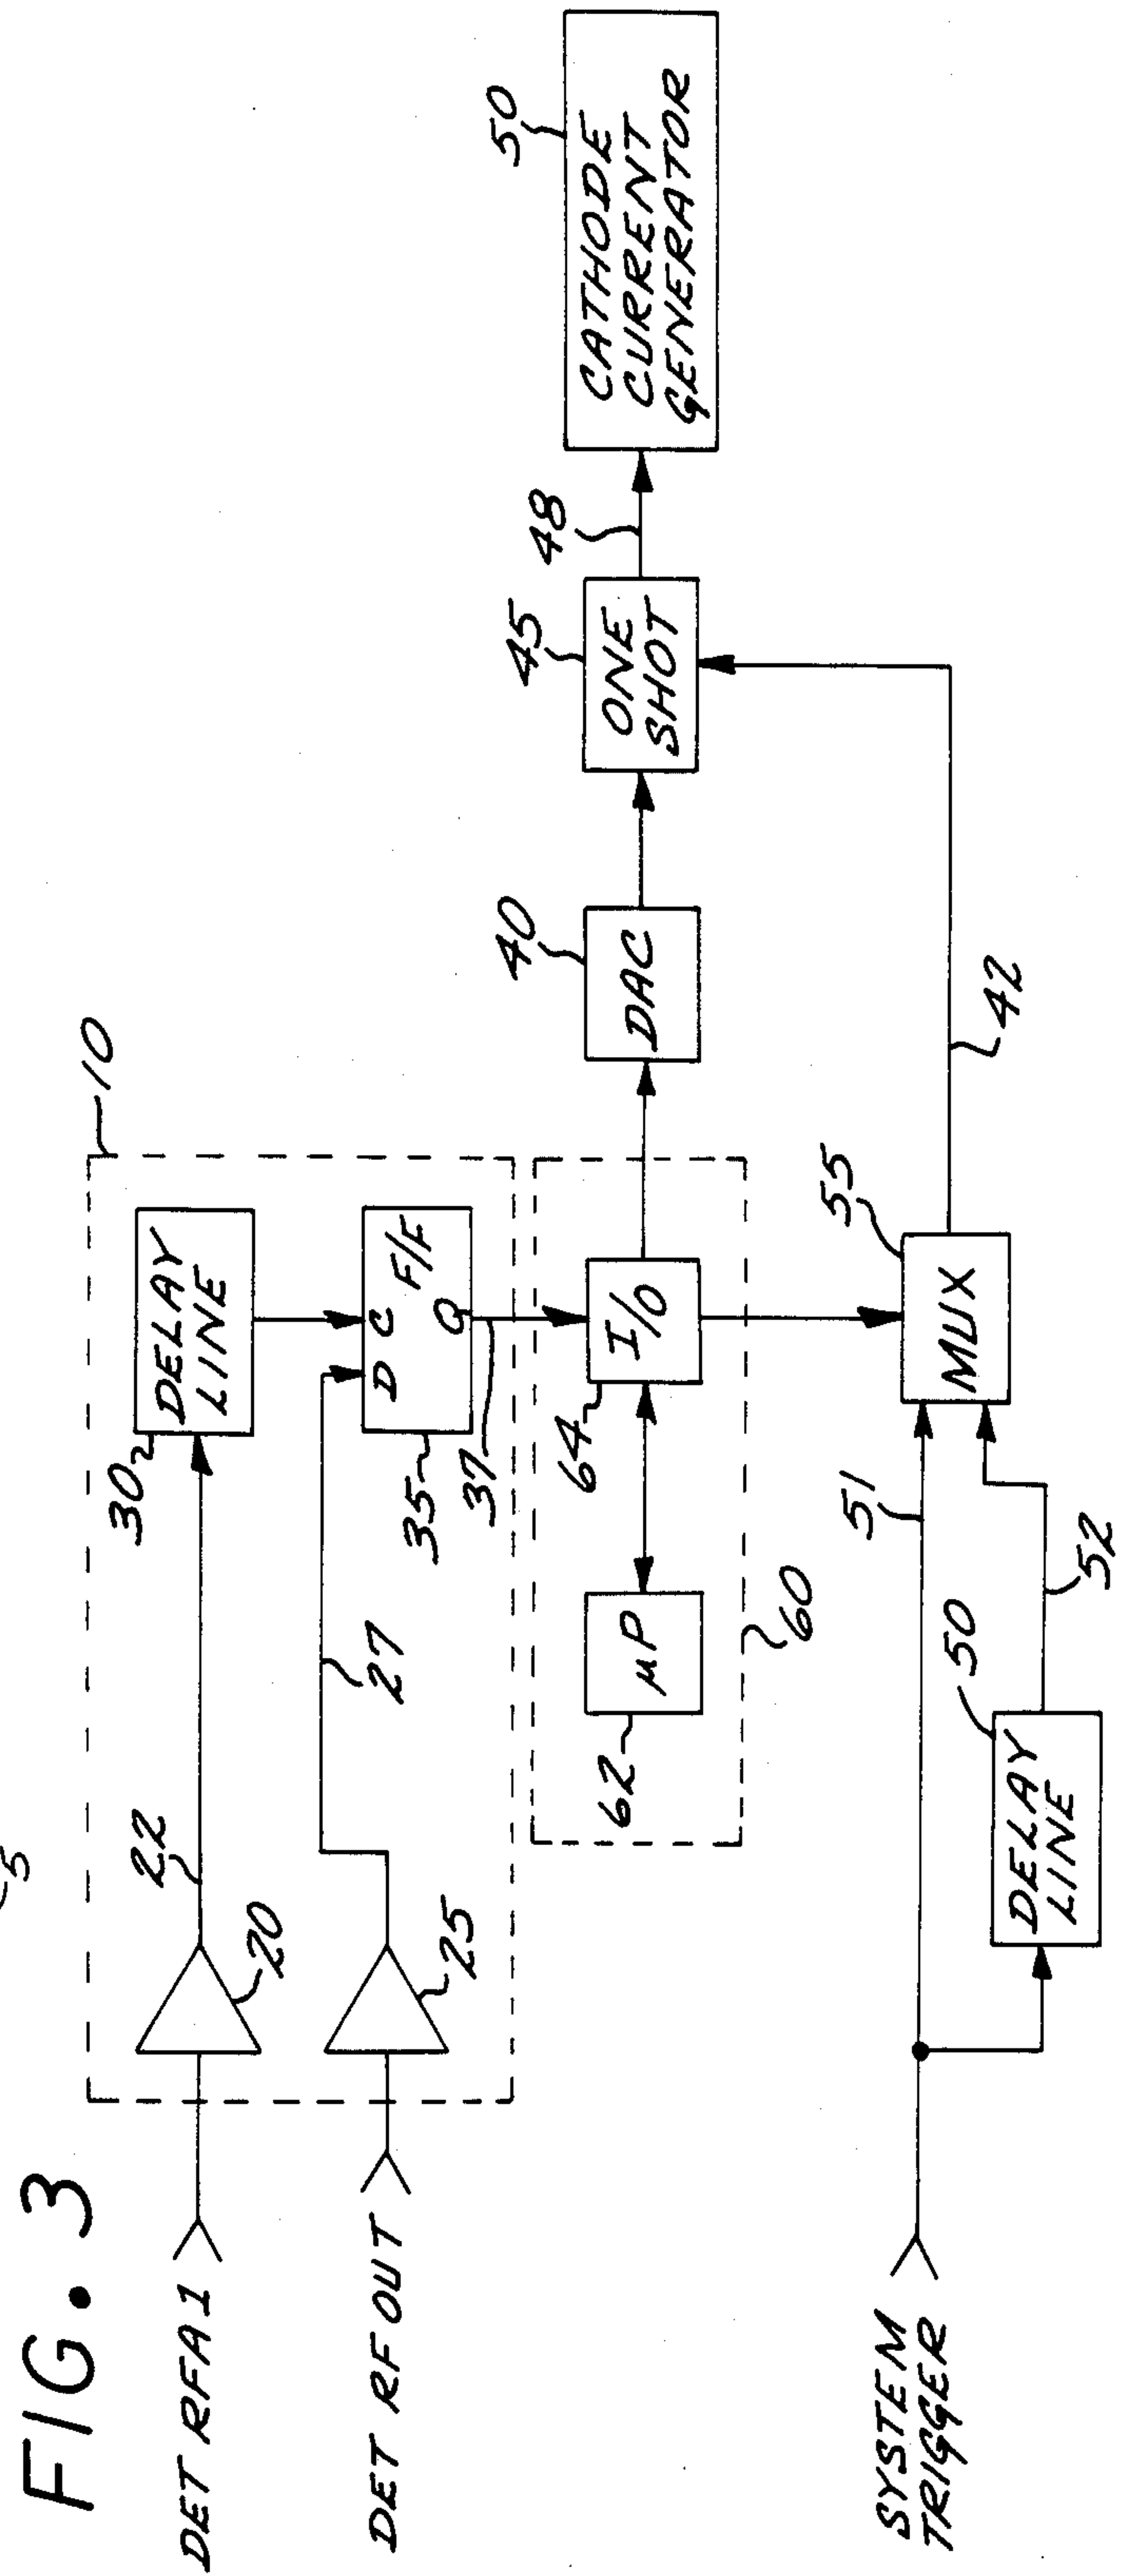 FIG. 3
5
10
DET RFA1
20
22
30
DELAY
LINE
DET RF OUT
25
27
35
D C F/F
Q
37
60
62
μP
64
I/O
40
DAC
45
ONE
SHOT
48
50
CATHODE
CURRENT
GENERATOR
SYSTEM
TRIGGER
51
50
DELAY
LINE
52
55
MUX
42